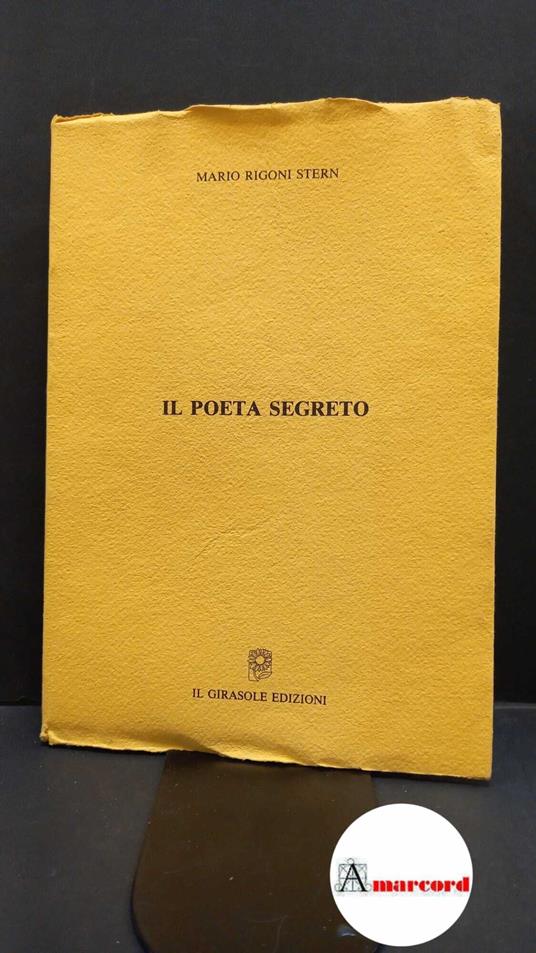 MARIO RIGONI STERN
IL POETA SEGRETO
IL GIRASOLE EDIZIONI
Amarcord